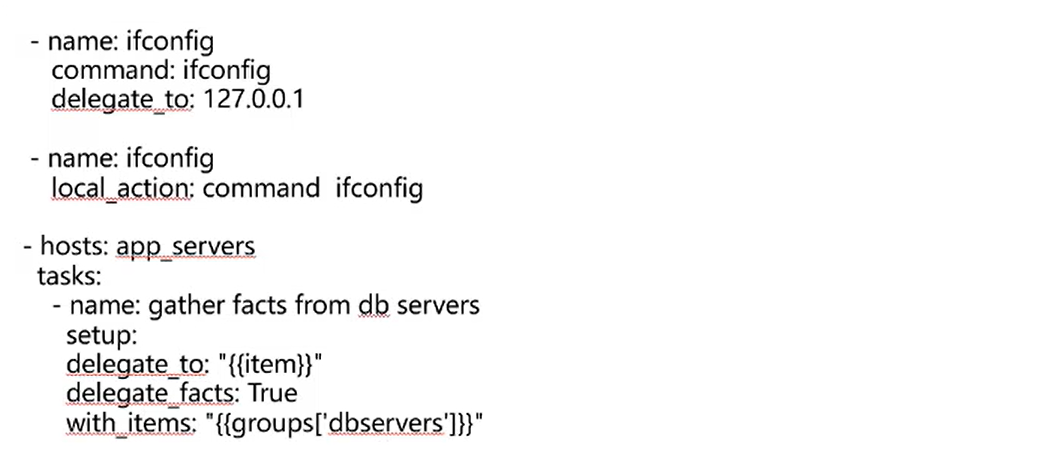 - name: ifconfig
command: ifconfig
delegate_to: 127.0.0.1
- name: ifconfig
local_action: command  ifconfig
- hosts: app_servers
tasks:
- name: gather facts from db servers
setup:
delegate_to: "{{item}}"
delegate_facts: True
with_items: "{{groups['dbservers']}}"